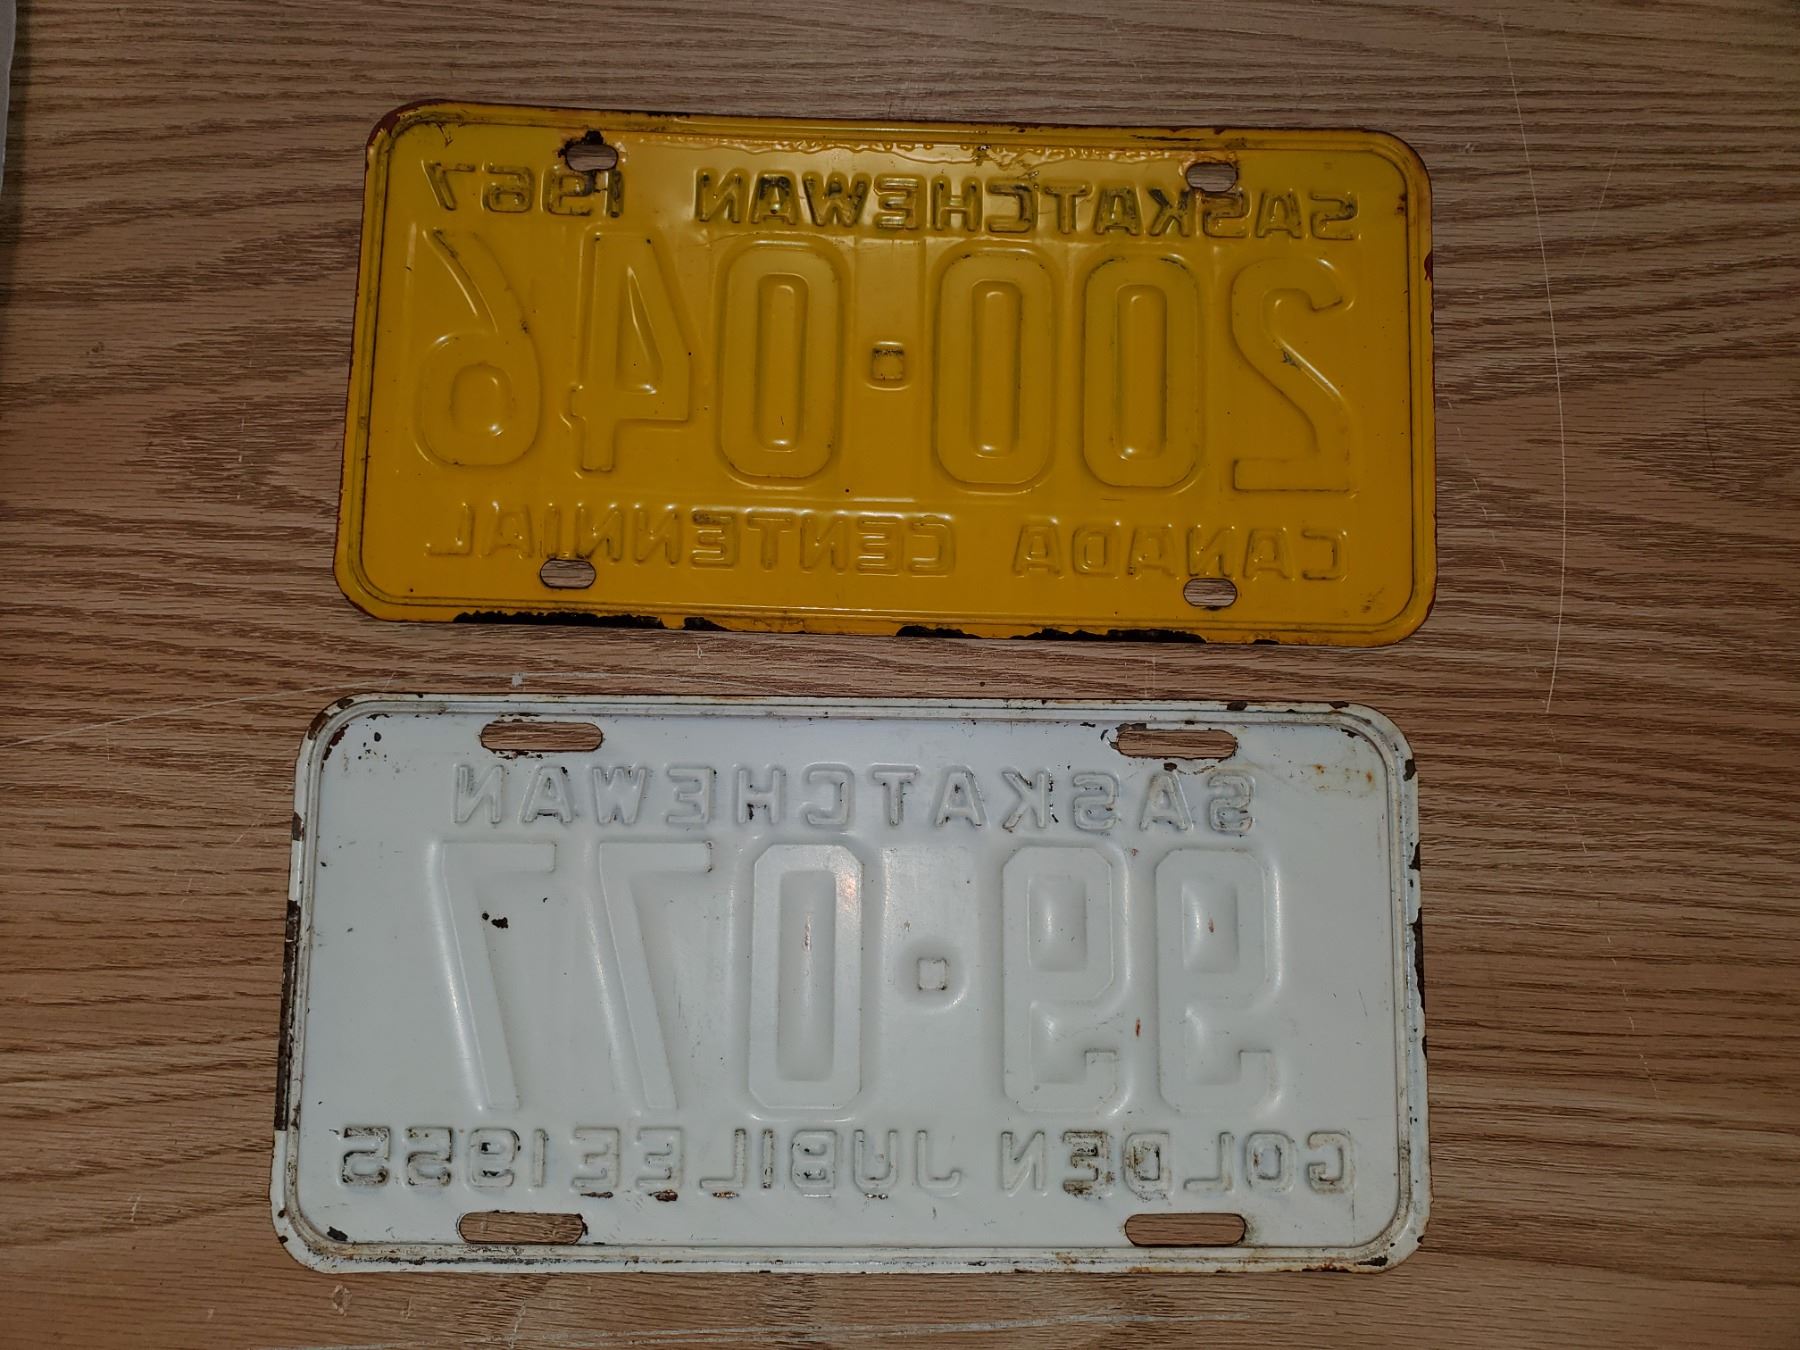 SASKATCHEWAN 1967
200·046
CANADA CENTENNIAL
SASKATCHEWAN
99·077
GOLDEN JUBILEE 1955